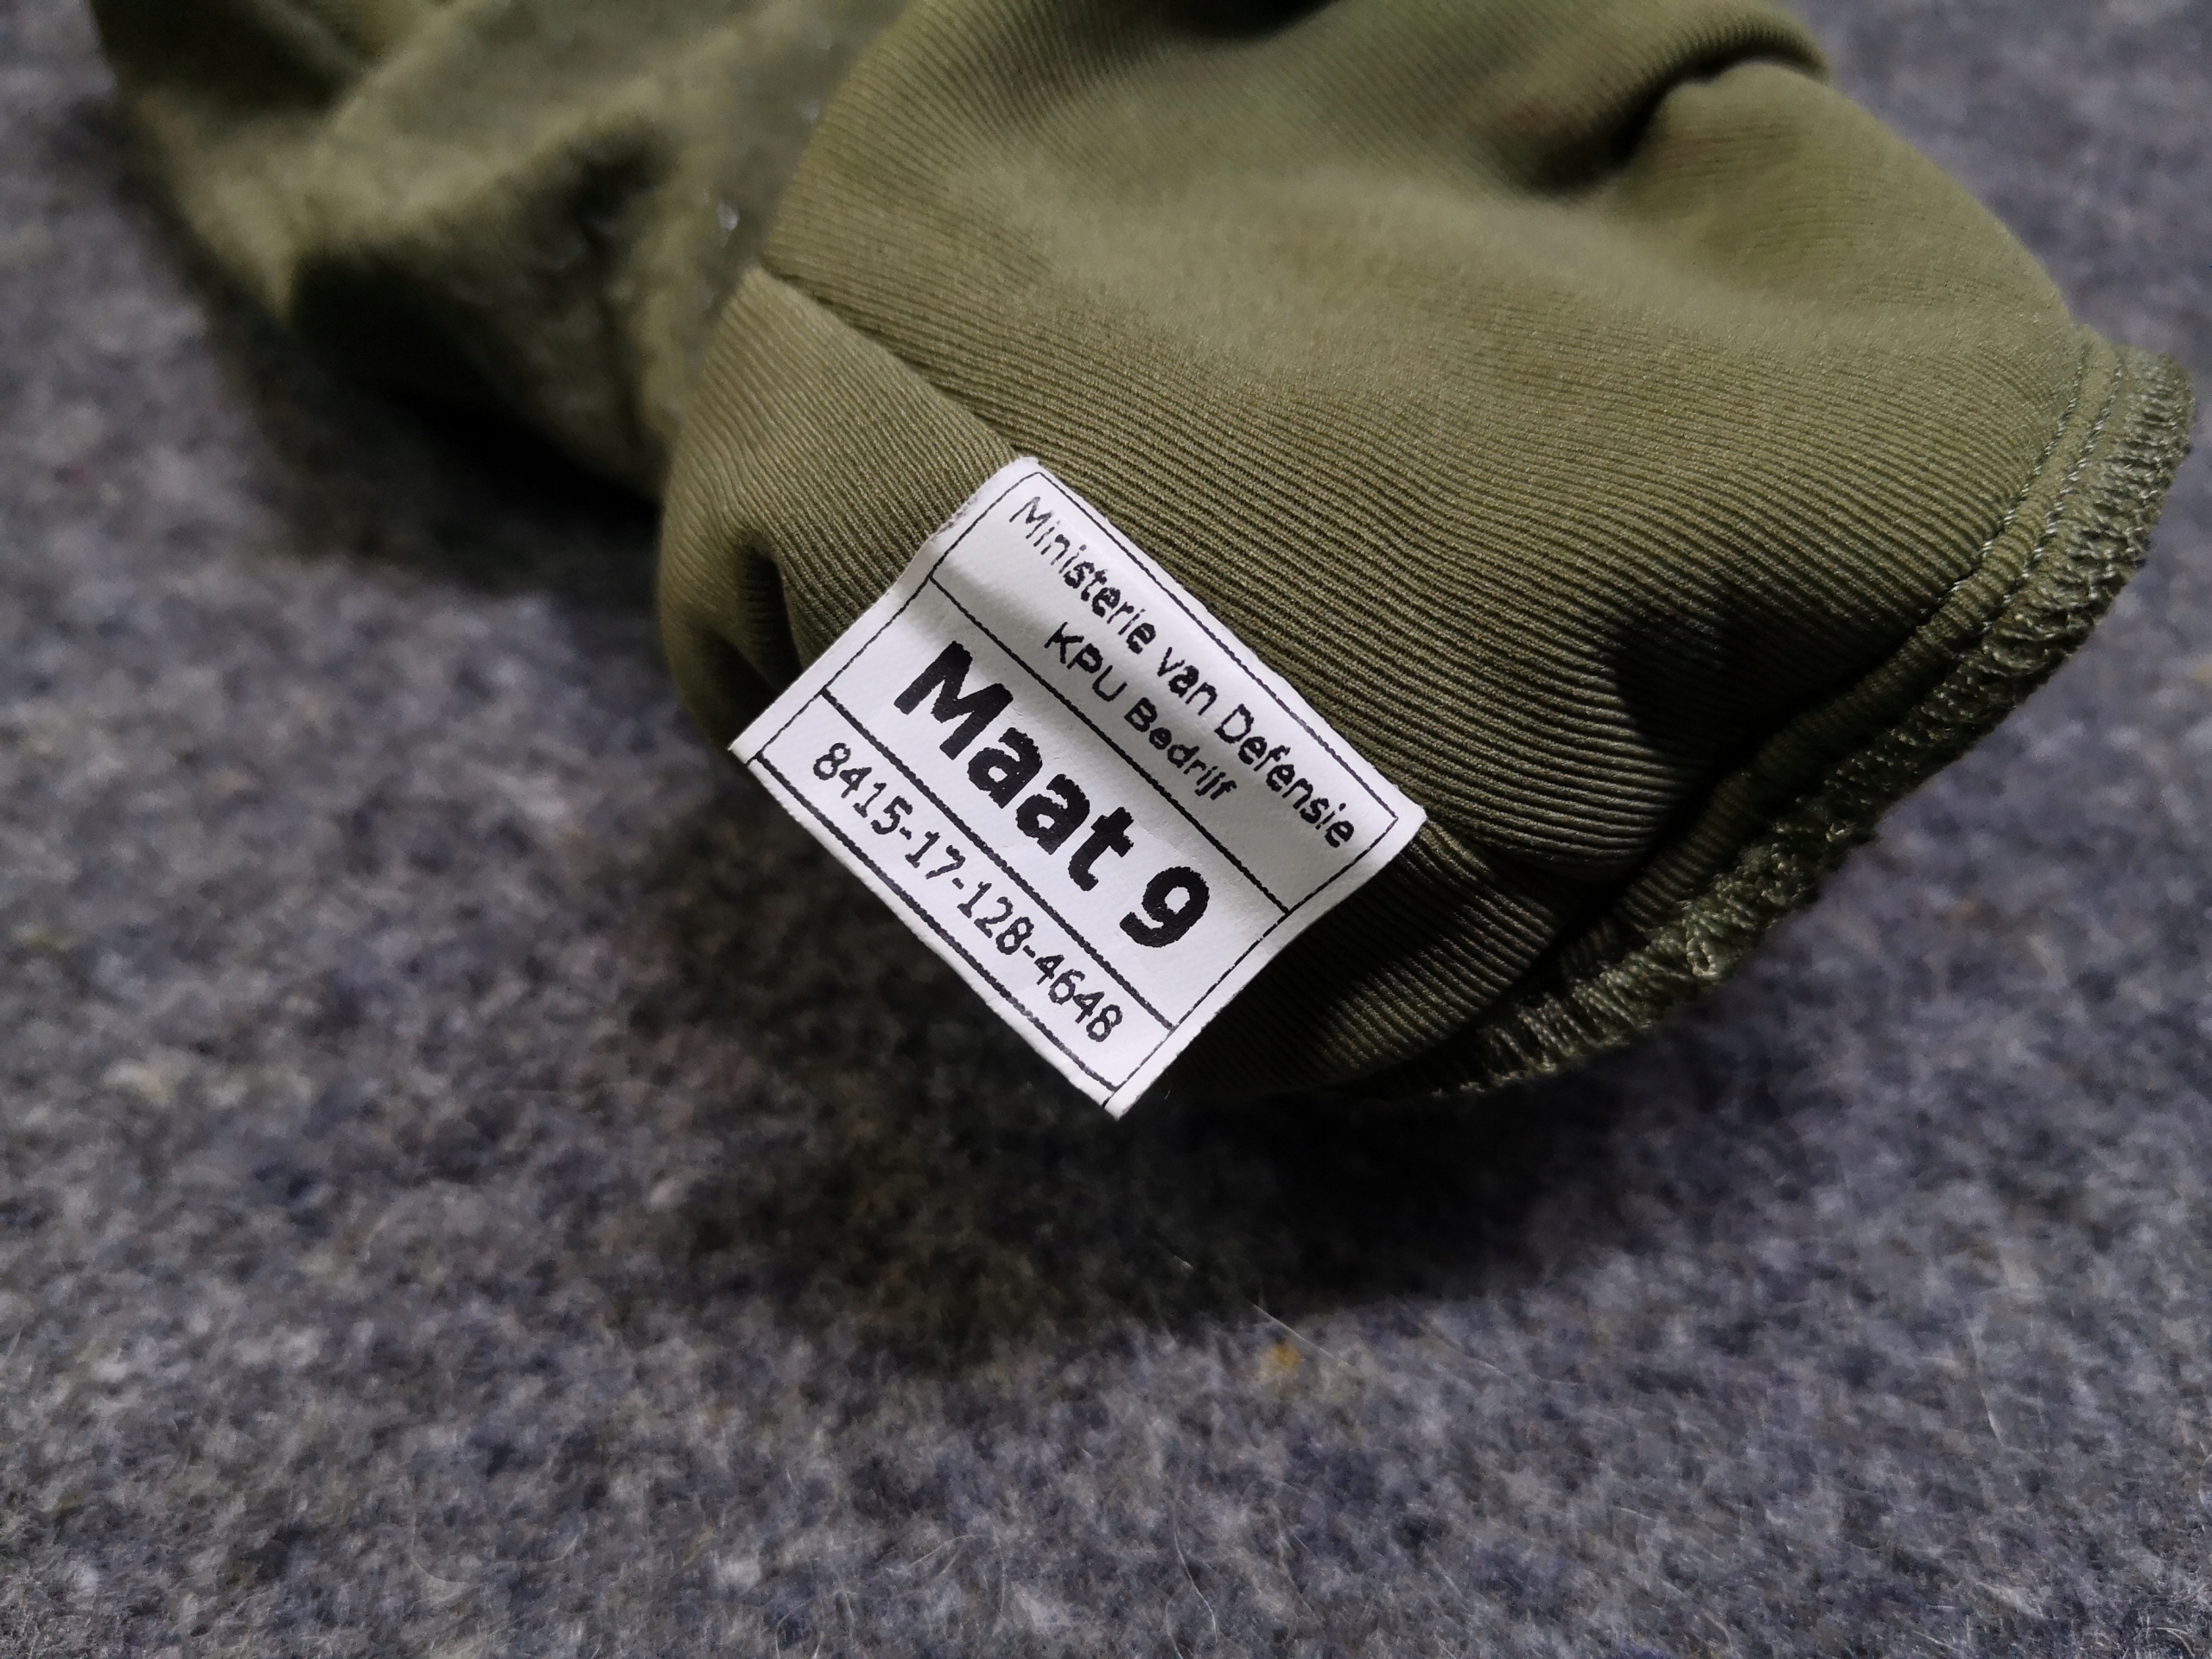 Ministerie van Defensie
KPU Bedrijf
Maat 9
8415-17-128-4648